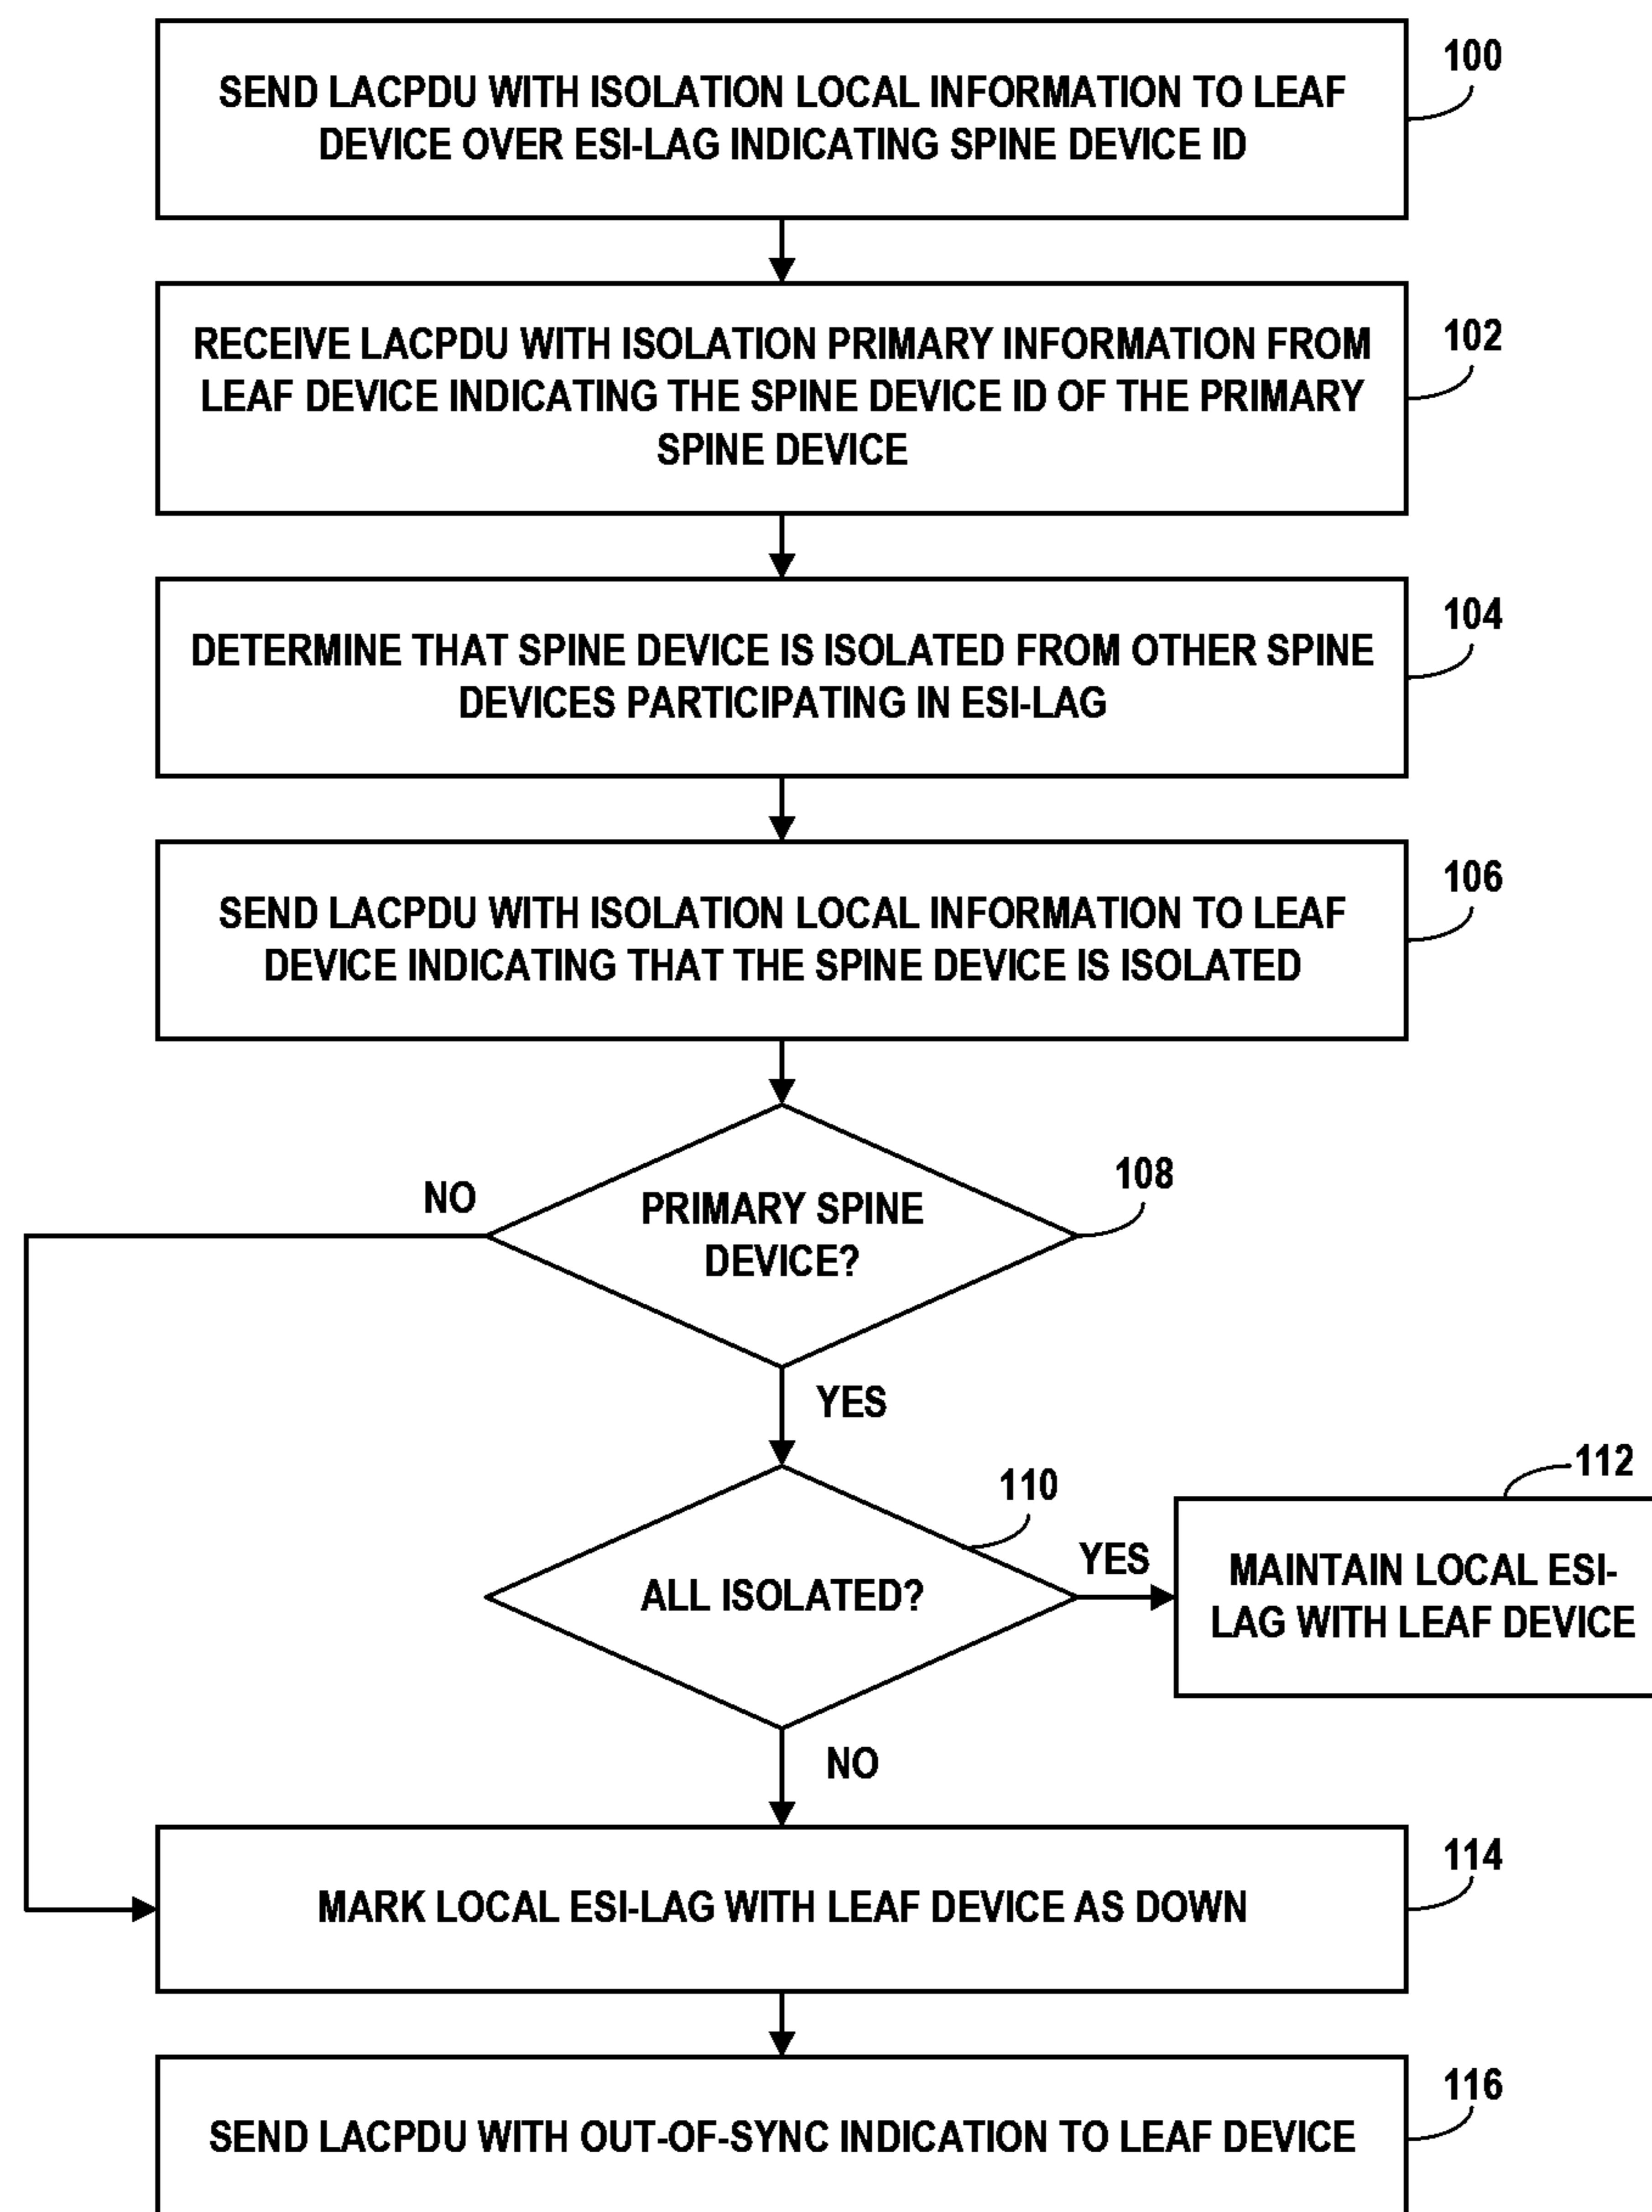 100
SEND LACPDU WITH ISOLATION LOCAL INFORMATION TO LEAF
DEVICE OVER ESI-LAG INDICATING SPINE DEVICE ID
102
RECEIVE LACPDU WITH ISOLATION PRIMARY INFORMATION FROM
LEAF DEVICE INDICATING THE SPINE DEVICE ID OF THE PRIMARY
SPINE DEVICE
104
DETERMINE THAT SPINE DEVICE IS ISOLATED FROM OTHER SPINE
DEVICES PARTICIPATING IN ESI-LAG
106
SEND LACPDU WITH ISOLATION LOCAL INFORMATION TO LEAF
DEVICE INDICATING THAT THE SPINE DEVICE IS ISOLATED
108
NO
PRIMARY SPINE
DEVICE?
YES
110
112
YES
ALL ISOLATED?
MAINTAIN LOCAL ESI-
LAG WITH LEAF DEVICE
NO
114
MARK LOCAL ESI-LAG WITH LEAF DEVICE AS DOWN
116
SEND LACPDU WITH OUT-OF-SYNC INDICATION TO LEAF DEVICE